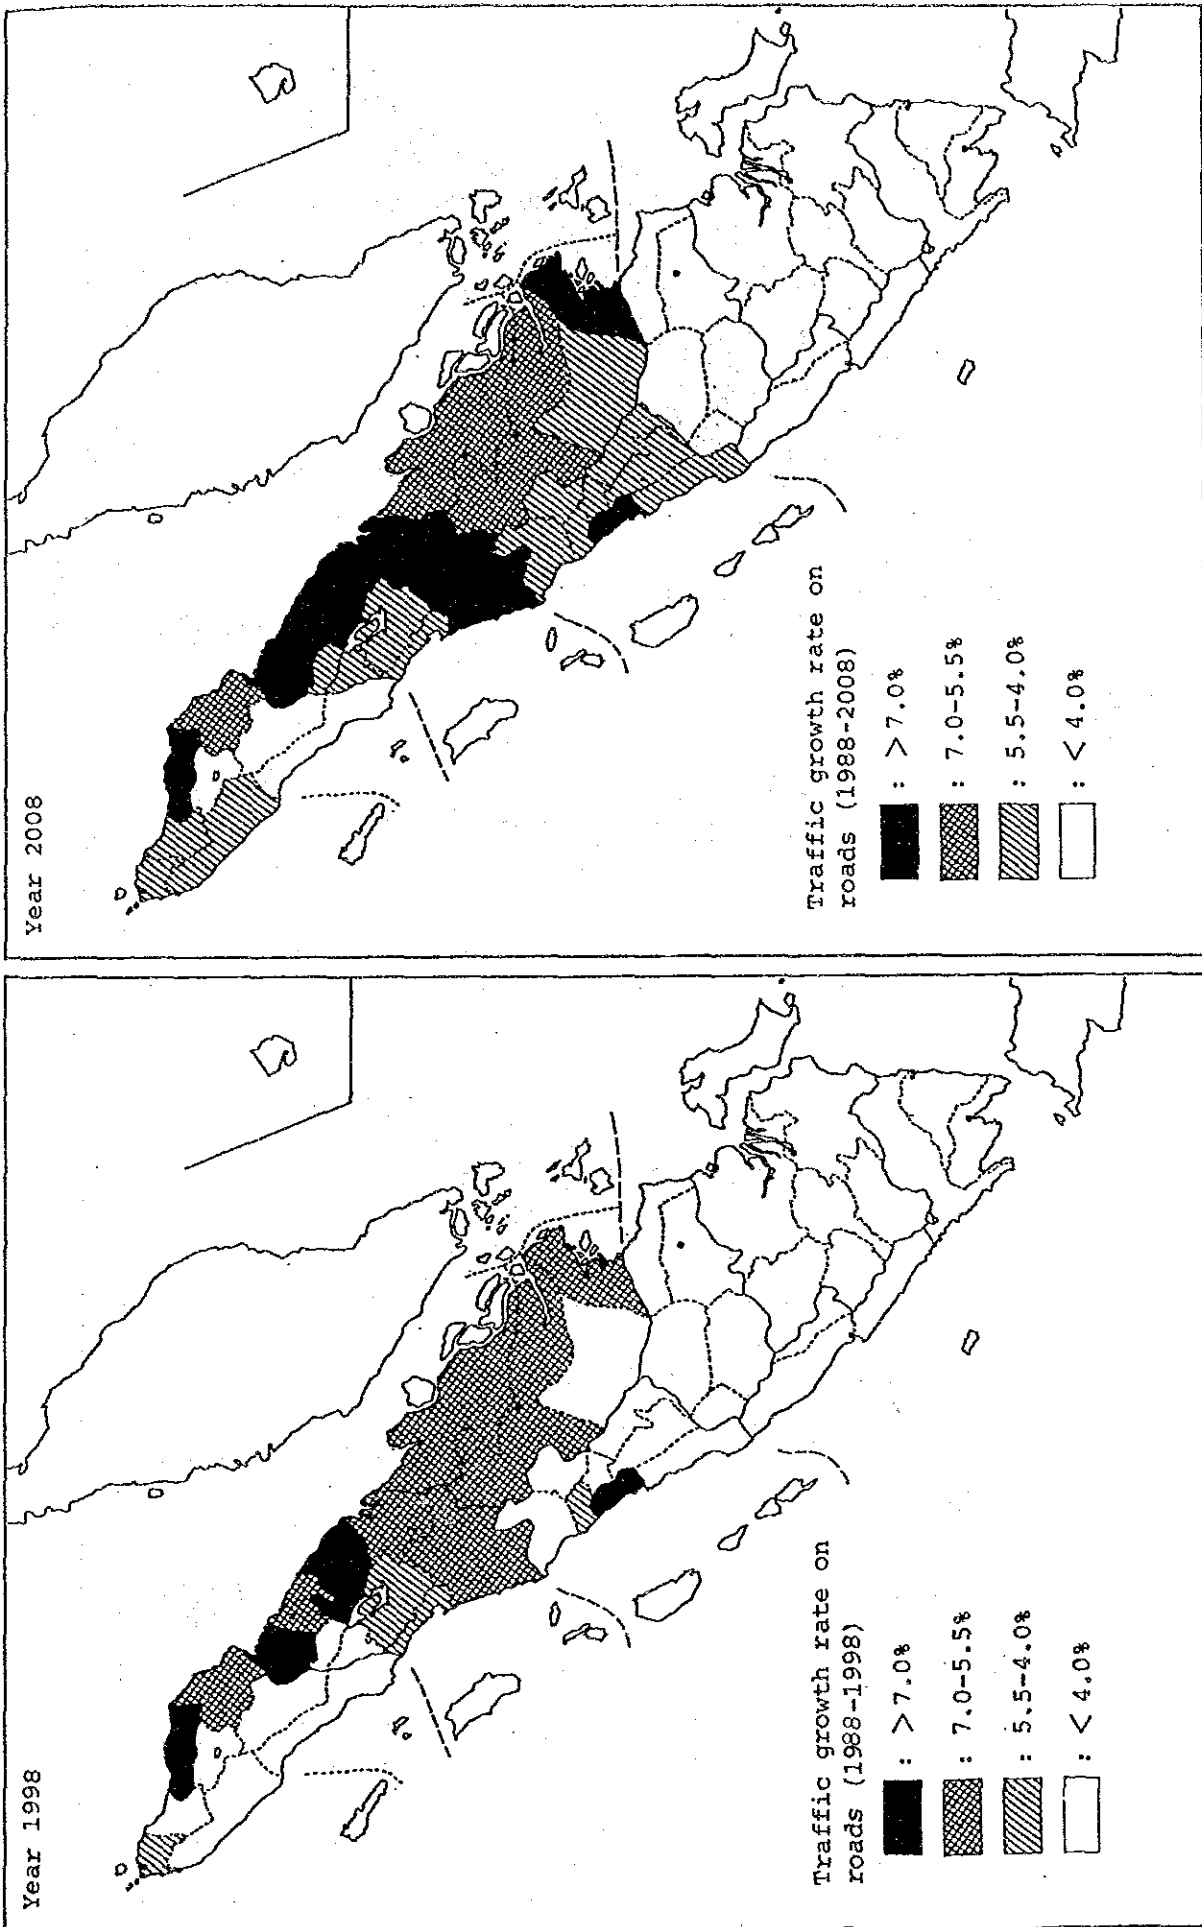 Year 1998
Traffic growth rate on
roads (1988-1998)
: > 7.0%
: 7.0-5.5%
: 5.5-4.0%
: < 4.0%
Year 2008
Traffic growth rate on
roads (1988-2008)
: > 7.0%
: 7.0-5.5%
: 5.5-4.0%
: < 4.0%